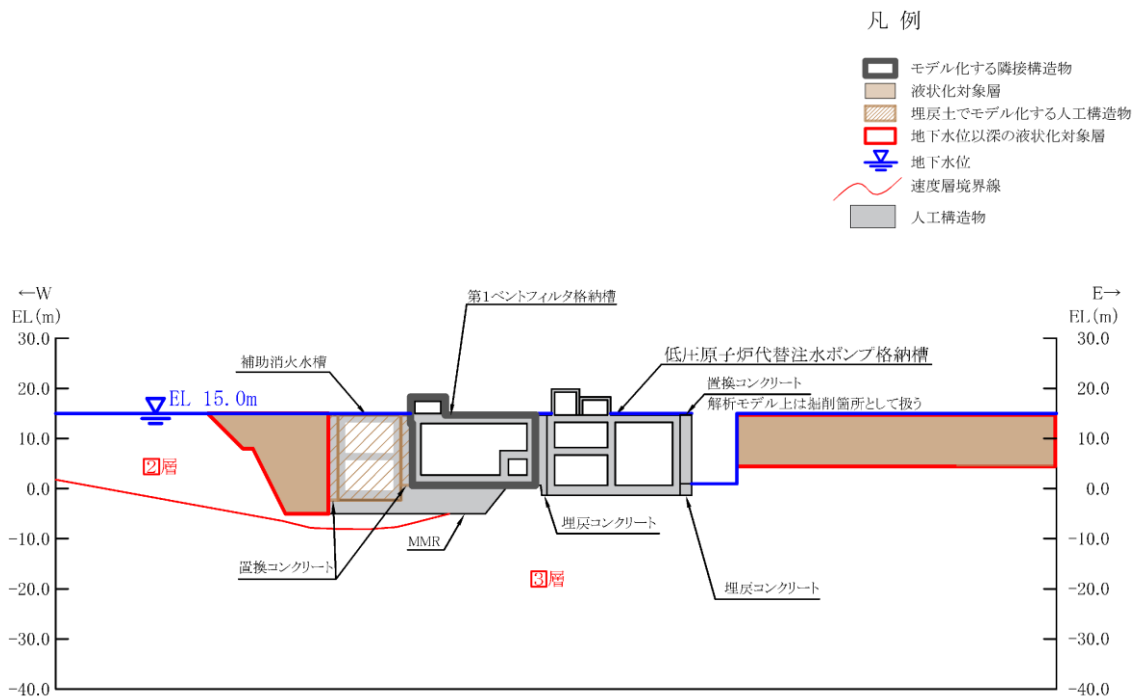 凡 例
モデル化する隣接構造物
液状化対象層
埋戻土でモデル化する人工構造物
地下水位以深の液状化対象層
地下水位
速度層境界線
人工構造物
←W
EL(m)
E→
EL(m)
第1ベントフィルタ格納槽
補助消火水槽
低圧原子炉代替注水ポンプ格納槽
置換コンクリート
解析モデル上は掘削箇所として扱う
EL 15.0m
30.0
20.0
10.0
0.0
-10.0
-20.0
-30.0
-40.0
30.0
20.0
10.0
0.0
-10.0
-20.0
-30.0
-40.0
②層
③層
埋戻コンクリート
MMR
置換コンクリート
埋戻コンクリート